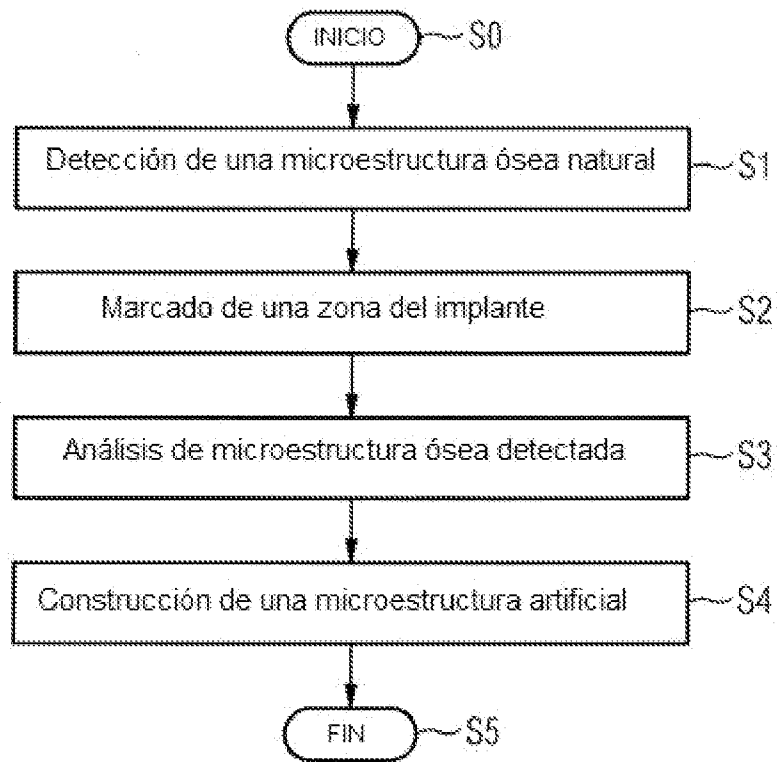 INICIO S0
Detección de una microestructura ósea natural S1
Marcado de una zona del implante S2
Análisis de microestructura ósea detectada S3
Construcción de una microestructura artificial S4
FIN S5